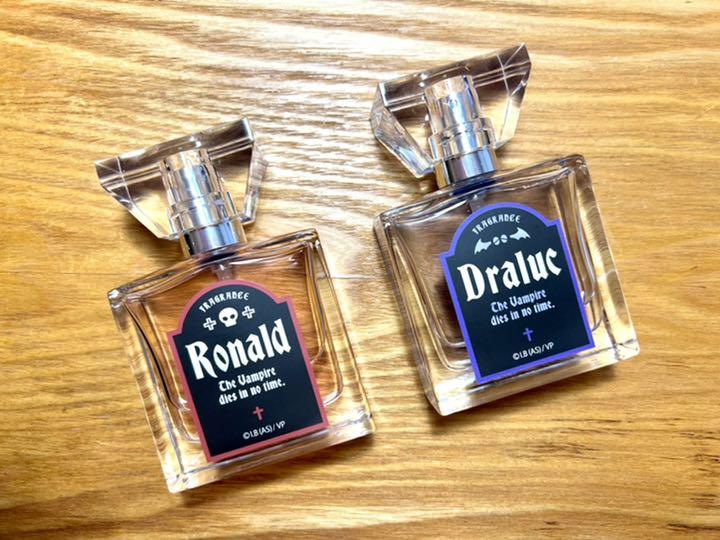 FRAGRANCE
Ronald
The Vampire
dies in no time.
©I.B(AS)/VP
FRAGRANCE
Draluc
The Vampire
dies in no time.
©I.B(AS)/VP